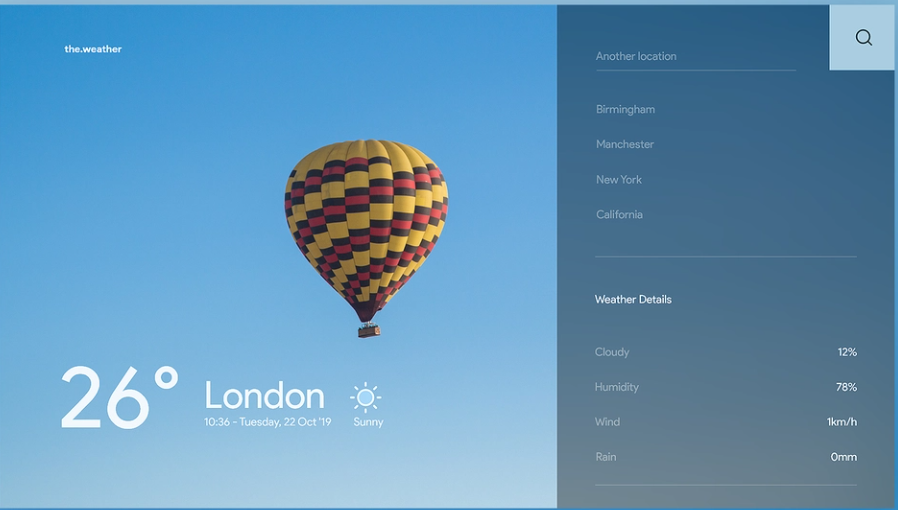 the.weather
26° London
10:36 - Tuesday, 22 Oct '19
Sunny
Another location
Birmingham
Manchester
New York
California
Weather Details
Cloudy 12%
Humidity 78%
Wind 1km/h
Rain 0mm